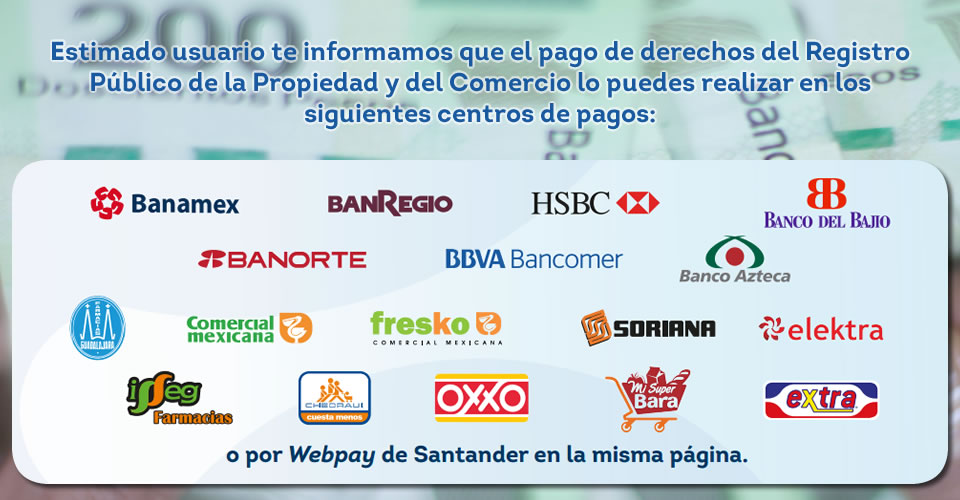 Estimado usuario te informamos que el pago de derechos del Registro
Público de la Propiedad y del Comercio lo puedes realizar en los
siguientes centros de pagos:
Banamex BANREGIO HSBC BB BANCO DEL BAJIO
BANORTE BBVA Bancomer Banco Azteca
FARMACIAS GUADALAJARA Comercial mexicana fresko COMERCIAL MEXICANA SORIANA elektra
isseg Farmacias CHEDRAUI cuesta menos OXXO Mi Super Bara extra
o por Webpay de Santander en la misma página.